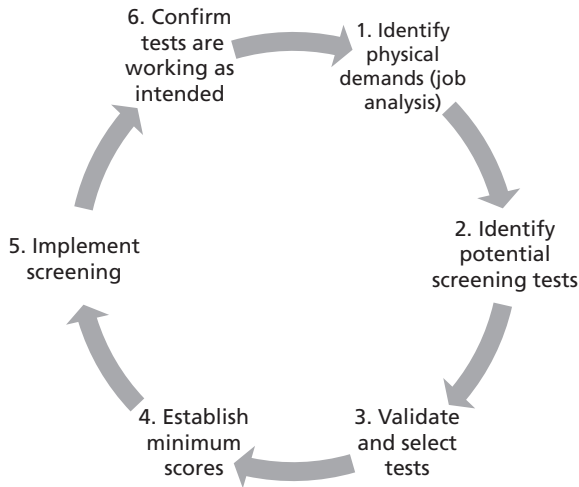 1. Identify
physical
demands (job
analysis)
2. Identify
potential
screening tests
3. Validate
and select
tests
4. Establish
minimum
scores
5. Implement
screening
6. Confirm
tests are
working as
intended